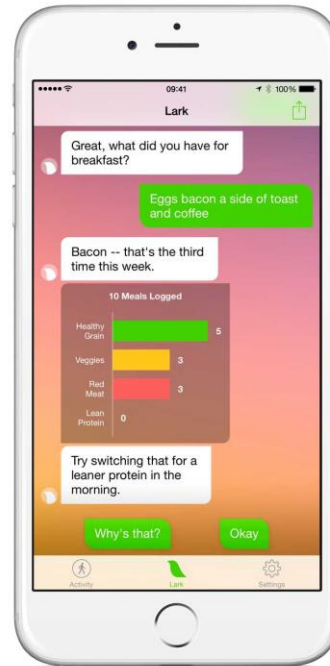 09:41
100%
Lark
Great, what did you have for
breakfast?
Eggs bacon a side of toast
and coffee
Bacon -- that's the third
time this week.
10 Meals Logged
Healthy
Grain
5
Veggies
3
Red
Meat
3
Lean
Protein
0
Try switching that for a
leaner protein in the
morning.
Why's that?
Okay
Activity
Lark
Settings